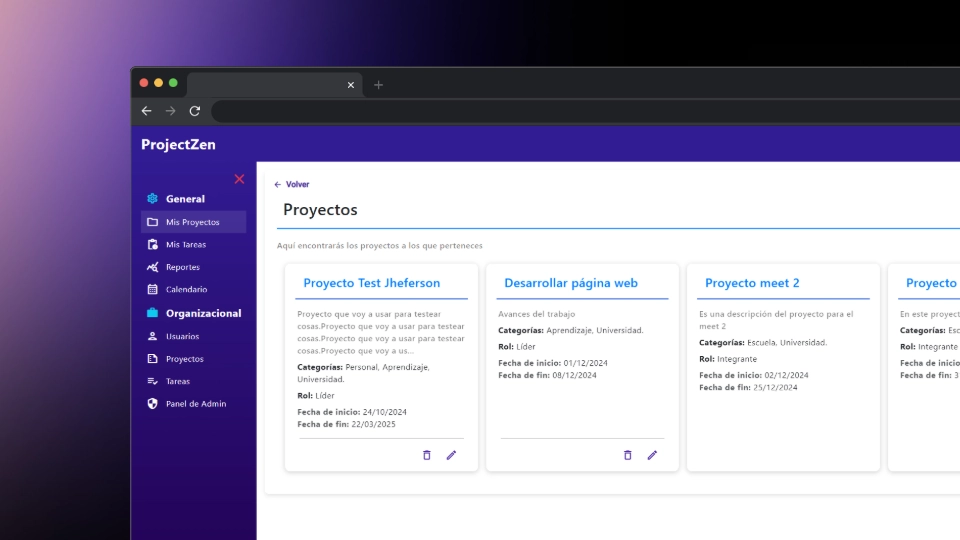 ProjectZen
General
Mis Proyectos
Mis Tareas
Reportes
Calendario
Organizacional
Usuarios
Proyectos
Tareas
Panel de Admin
← Volver
Proyectos
Aquí encontrarás los proyectos a los que perteneces
Proyecto Test Jheferson
Proyecto que voy a usar para testear
cosas.Proyecto que voy a usar para testear
cosas.Proyecto que voy a usar para testear
cosas.Proyecto que voy a us...
Categorías: Personal, Aprendizaje,
Universidad.
Rol: Líder
Fecha de inicio: 24/10/2024
Fecha de fin: 22/03/2025
Desarrollar página web
Avances del trabajo
Categorías: Aprendizaje, Universidad.
Rol: Líder
Fecha de inicio: 01/12/2024
Fecha de fin: 08/12/2024
Proyecto meet 2
Es una descripción del proyecto para el
meet 2
Categorías: Escuela, Universidad.
Rol: Integrante
Fecha de inicio: 02/12/2024
Fecha de fin: 25/12/2024
Proyecto
En este proyect
Categorías: Esc
Rol: Integrante
Fecha de inicio
Fecha de fin: 3